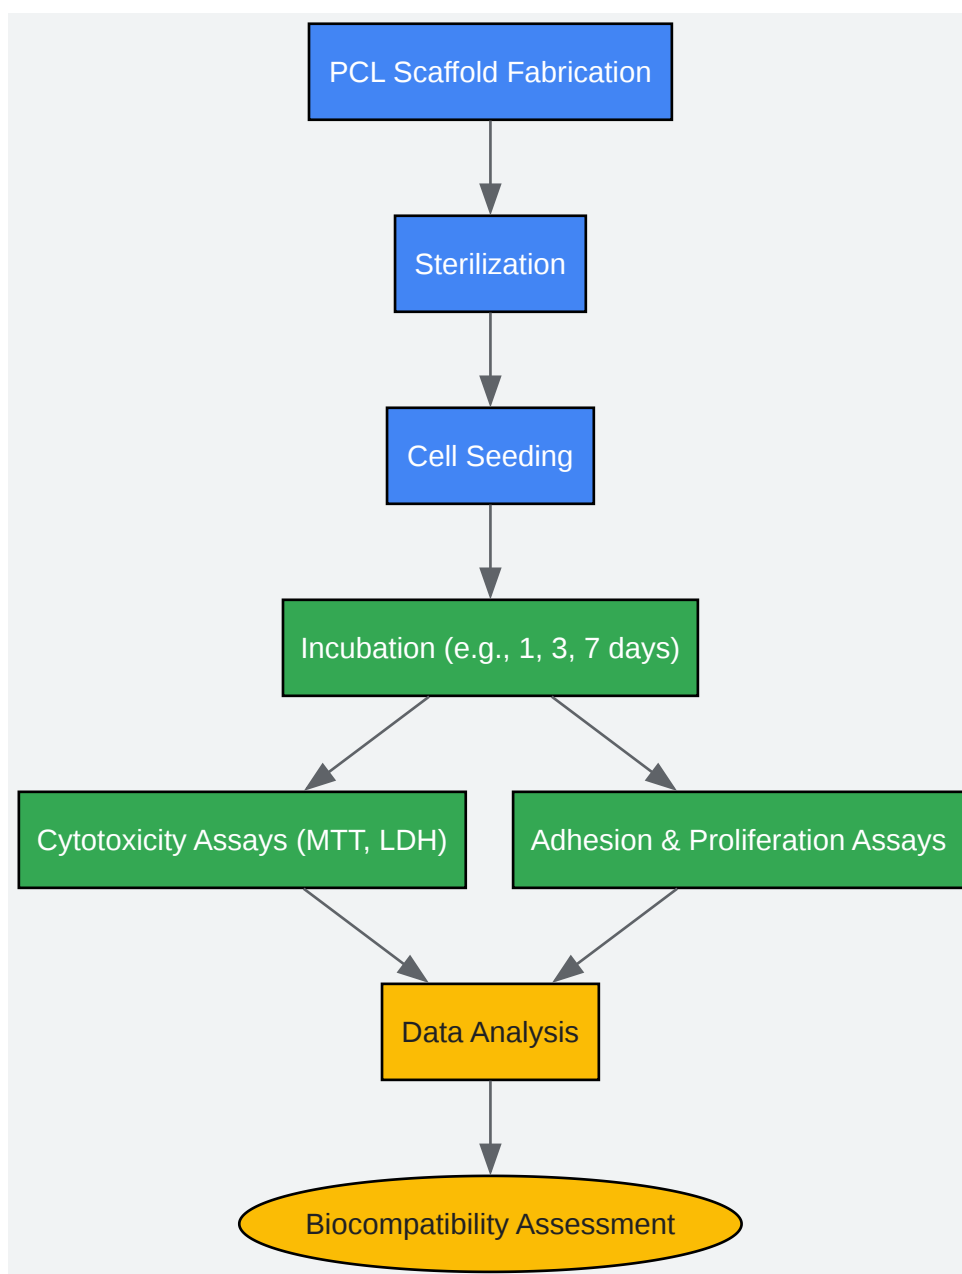 PCL Scaffold Fabrication
Sterilization
Cell Seeding
Incubation (e.g., 1, 3, 7 days)
Cytotoxicity Assays (MTT, LDH)
Adhesion & Proliferation Assays
Data Analysis
Biocompatibility Assessment